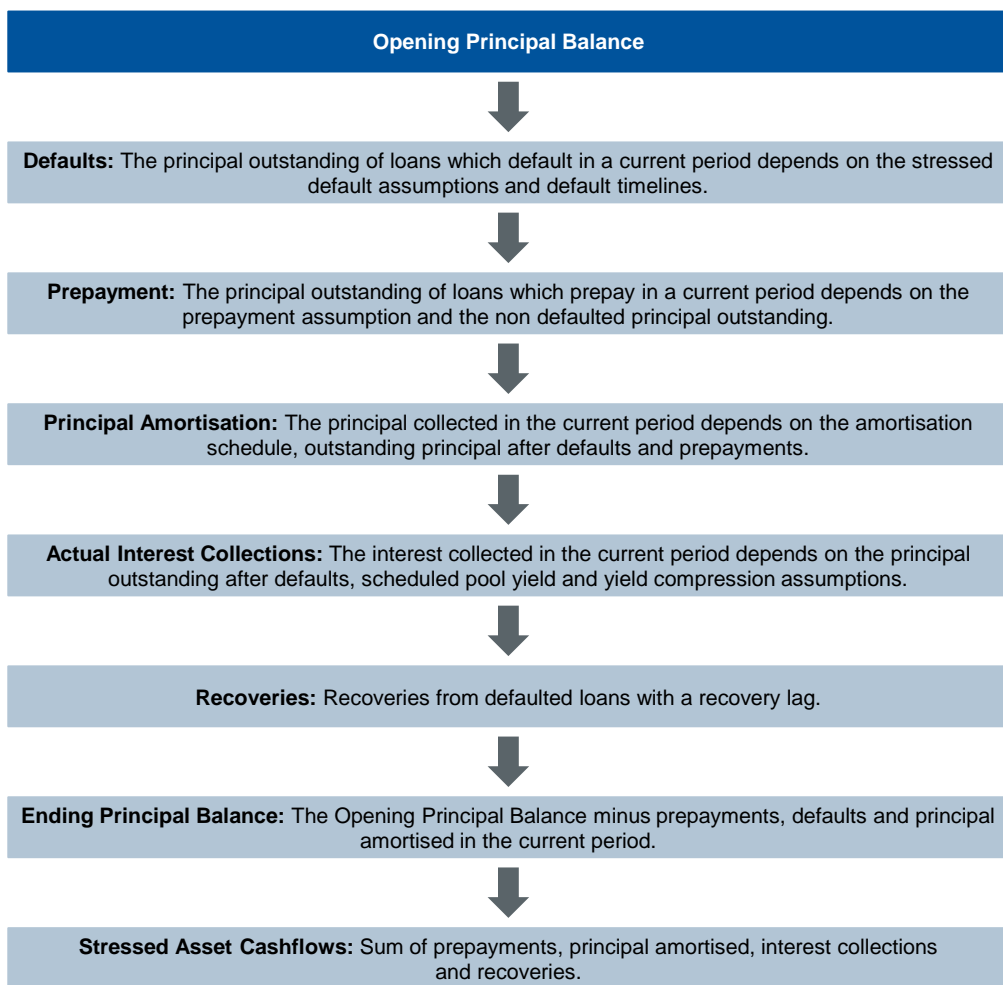 Opening Principal Balance
Defaults: The principal outstanding of loans which default in a current period depends on the stressed
default assumptions and default timelines.
Prepayment: The principal outstanding of loans which prepay in a current period depends on the
prepayment assumption and the non defaulted principal outstanding.
Principal Amortisation: The principal collected in the current period depends on the amortisation
schedule, outstanding principal after defaults and prepayments.
Actual Interest Collections: The interest collected in the current period depends on the principal
outstanding after defaults, scheduled pool yield and yield compression assumptions.
Recoveries: Recoveries from defaulted loans with a recovery lag.
Ending Principal Balance: The Opening Principal Balance minus prepayments, defaults and principal
amortised in the current period.
Stressed Asset Cashflows: Sum of prepayments, principal amortised, interest collections
and recoveries.